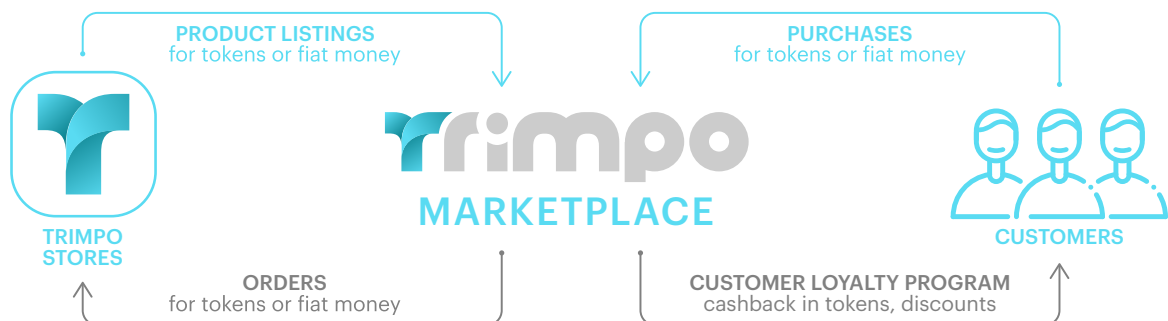 PRODUCT LISTINGS
for tokens or fiat money
PURCHASES
for tokens or fiat money
Trimpo
MARKETPLACE
TRIMPO
STORES
CUSTOMERS
ORDERS
for tokens or fiat money
CUSTOMER LOYALTY PROGRAM
cashback in tokens, discounts